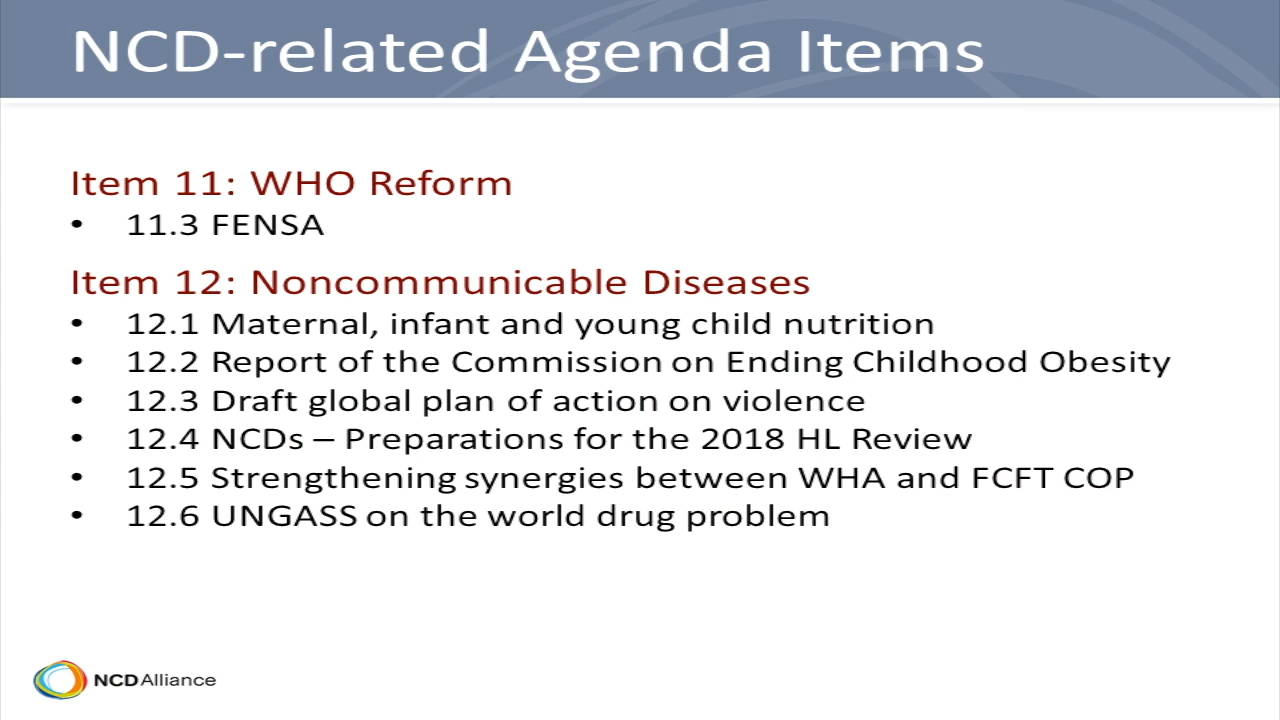 NCD-related Agenda Items
Item 11: WHO Reform
• 11.3 FENSA
Item 12: Noncommunicable Diseases
• 12.1 Maternal, infant and young child nutrition
• 12.2 Report of the Commission on Ending Childhood Obesity
• 12.3 Draft global plan of action on violence
• 12.4 NCDs – Preparations for the 2018 HL Review
• 12.5 Strengthening synergies between WHA and FCFT COP
• 12.6 UNGASS on the world drug problem
NCD Alliance